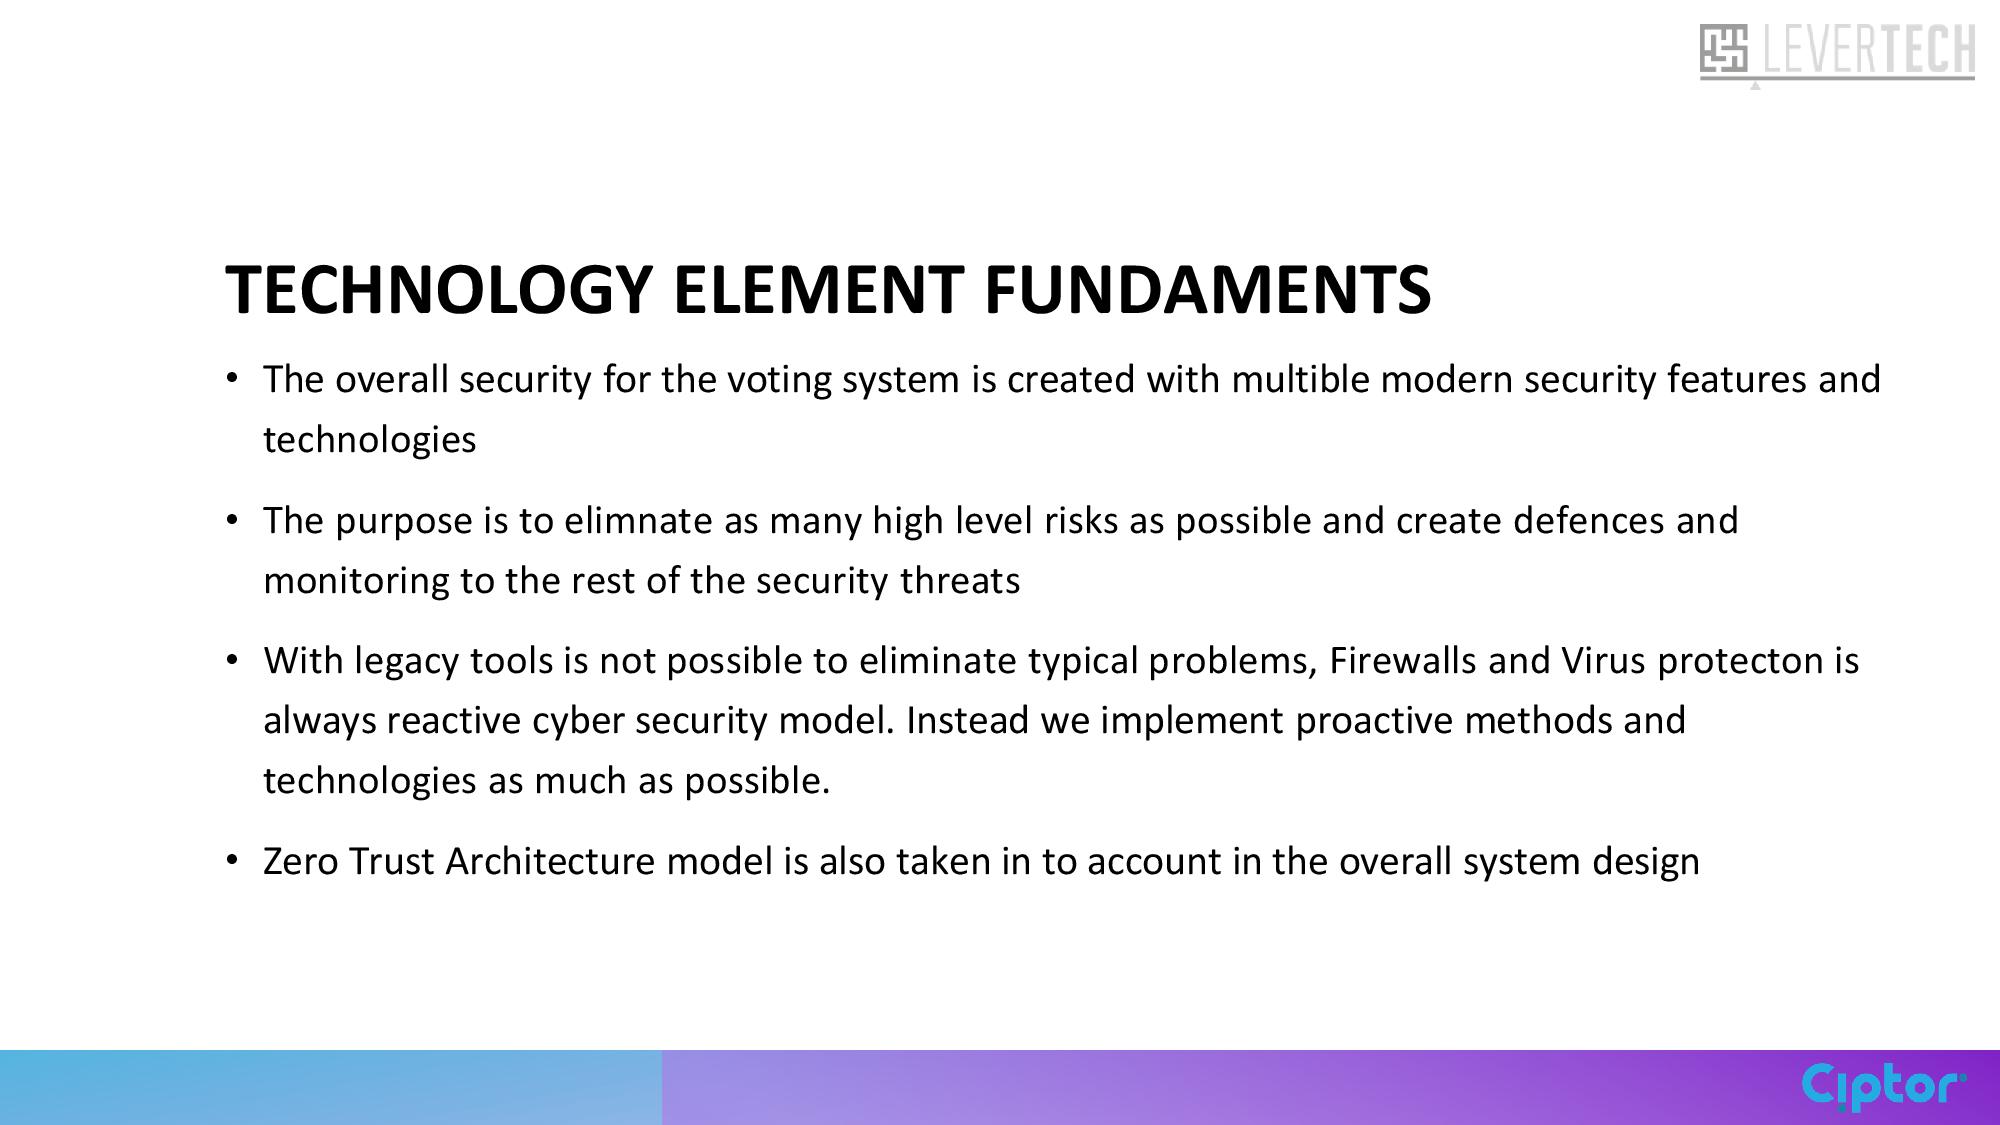 LEVERTECH
TECHNOLOGY ELEMENT FUNDAMENTS
• The overall security for the voting system is created with multible modern security features and
technologies
• The purpose is to elimnate as many high level risks as possible and create defences and
monitoring to the rest of the security threats
• With legacy tools is not possible to eliminate typical problems, Firewalls and Virus protecton is
always reactive cyber security model. Instead we implement proactive methods and
technologies as much as possible.
• Zero Trust Architecture model is also taken in to account in the overall system design
Ciptor